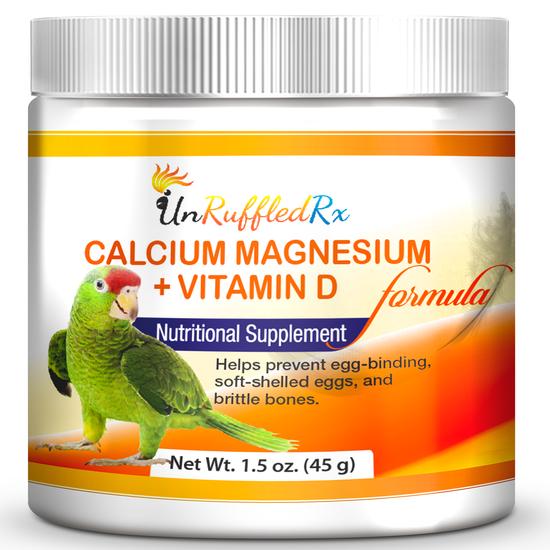 UnRuffledRx
CALCIUM MAGNESIUM
+ VITAMIN D
formula
Nutritional Supplement
Helps prevent egg-binding,
soft-shelled eggs, and
brittle bones.
Net Wt. 1.5 oz. (45 g)